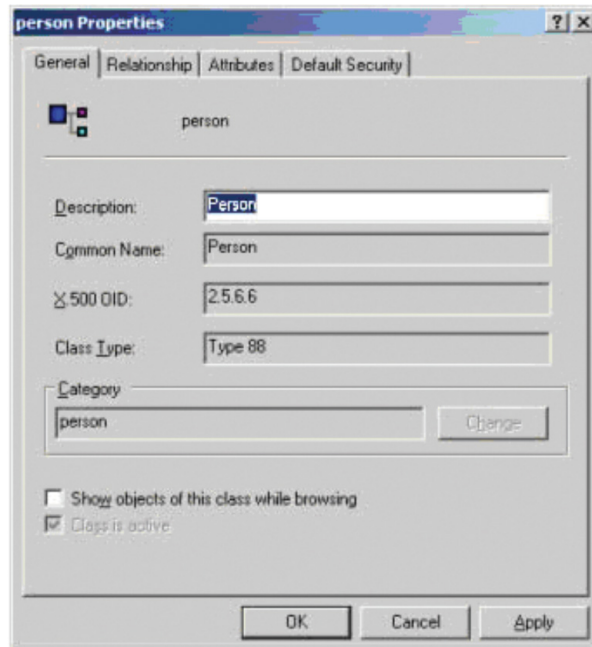 person Properties
General Relationship Attributes Default Security
person
Description: Person
Common Name: Person
X.500 OID: 2.5.6.6
Class Type: Type 88
Category
person Change
Show objects of this class while browsing
Class is active
OK Cancel Apply